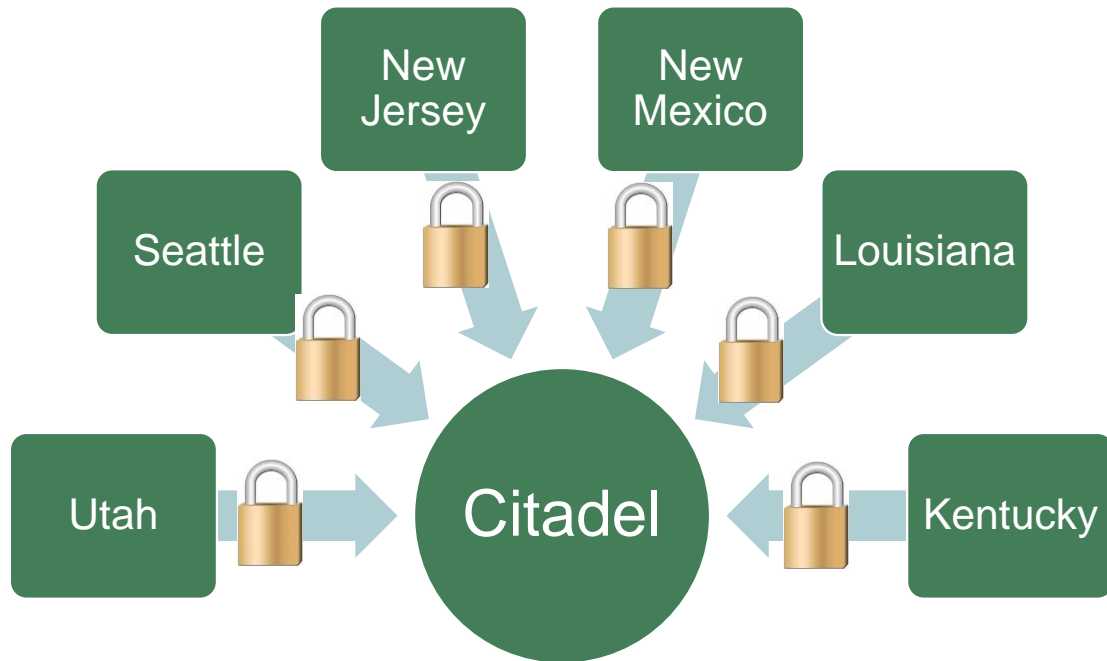 New
Jersey
New
Mexico
Seattle
Louisiana
Utah
Citadel
Kentucky